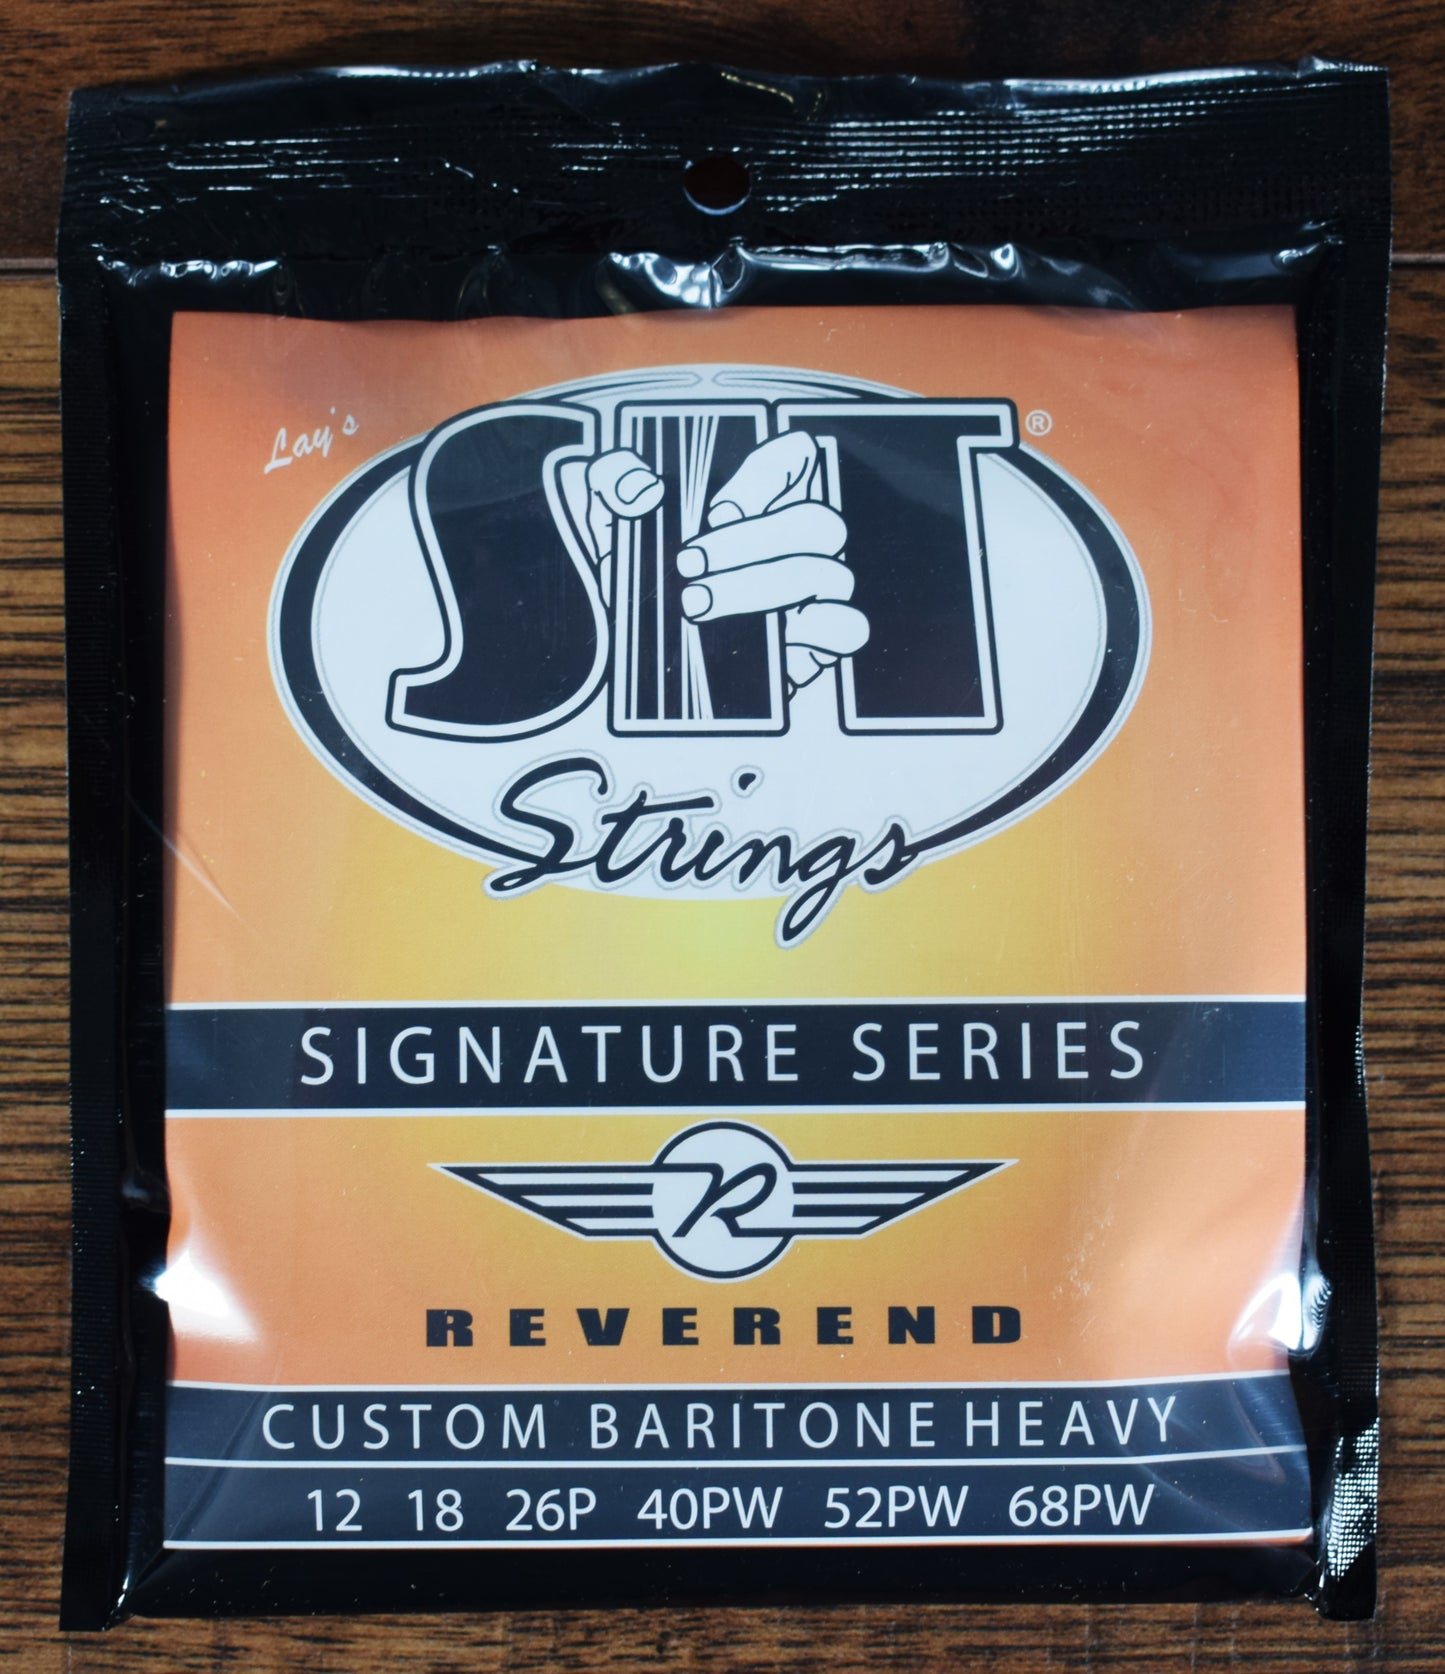 Lay's
SIT®
Strings
SIGNATURE SERIES
R
REVEREND
CUSTOM BARITONE HEAVY
12 18 26P 40PW 52PW 68PW